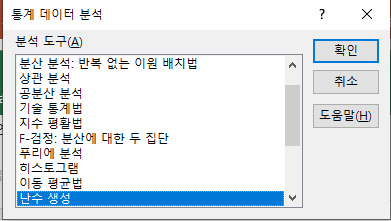 통계 데이터 분석
분석 도구(A)
분산 분석: 반복 없는 이원 배치법
상관 분석
공분산 분석
기술 통계법
지수 평활법
F-검정: 분산에 대한 두 집단
푸리에 분석
히스토그램
이동 평균법
난수 생성
확인
취소
도움말(H)